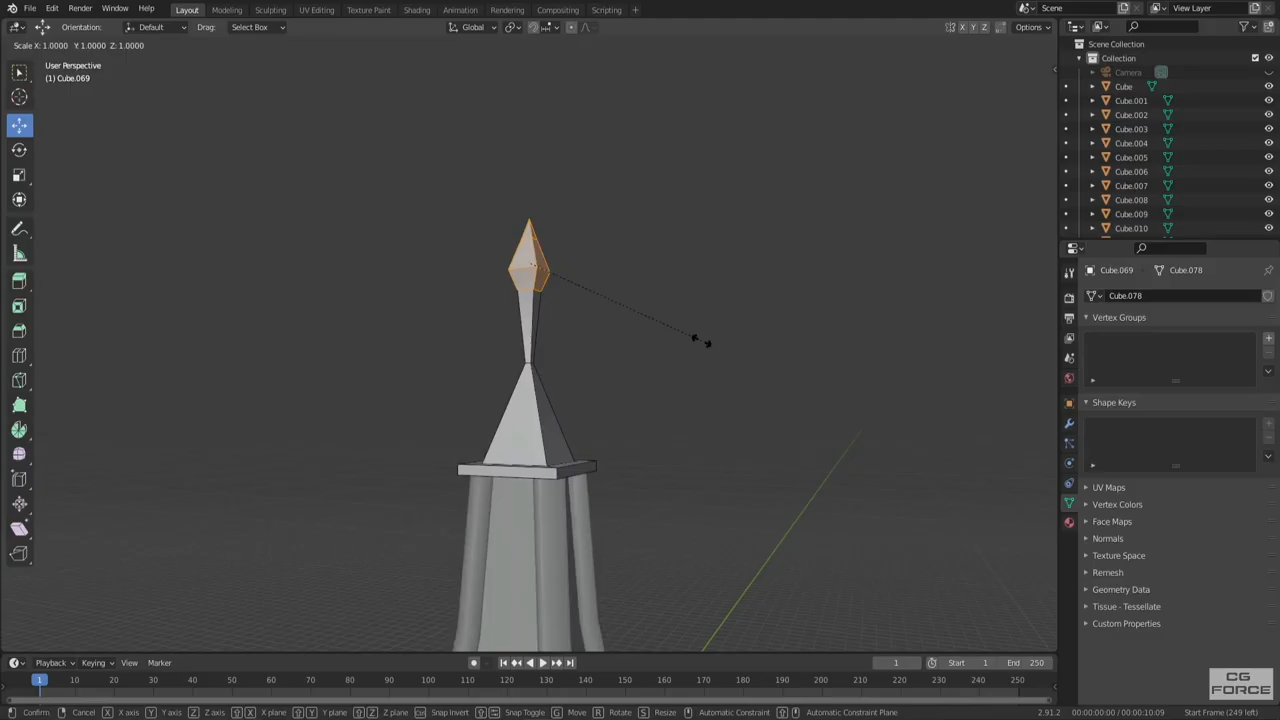 File Edit Render Window Help Layout Modeling Sculpting UV Editing Texture Paint Shading Animation Rendering Compositing Scripting + Scene View Layer
Orientation: Default Drag: Select Box Global X Y Z Options
Scale X: 1.0000 Y: 1.0000 Z: 1.0000
User Perspective
(1) Cube.069
Scene Collection
Collection
Camera
Cube
Cube.001
Cube.002
Cube.003
Cube.004
Cube.005
Cube.006
Cube.007
Cube.008
Cube.009
Cube.010
Cube.069 Cube.078
Cube.078
Vertex Groups
Shape Keys
UV Maps
Vertex Colors
Face Maps
Normals
Texture Space
Remesh
Geometry Data
Tissue - Tessellate
Custom Properties
Playback Keying View Marker 1 Start 1 End 250
1 10 20 30 40 50 60 70 80 90 100 110 120 130 140 150 160 170 180 190 200 210 220 230 240 250
Confirm Cancel X X axis Y Y axis Z Z axis X X plane Y Y plane Z Z plane Snap Invert Snap Toggle G Move R Rotate S Resize Automatic Constraint Automatic Constraint Plane 2.91.2 00:00:00:00 / 00:00:10:09 Start Frame (249 left)
CG
FORCE